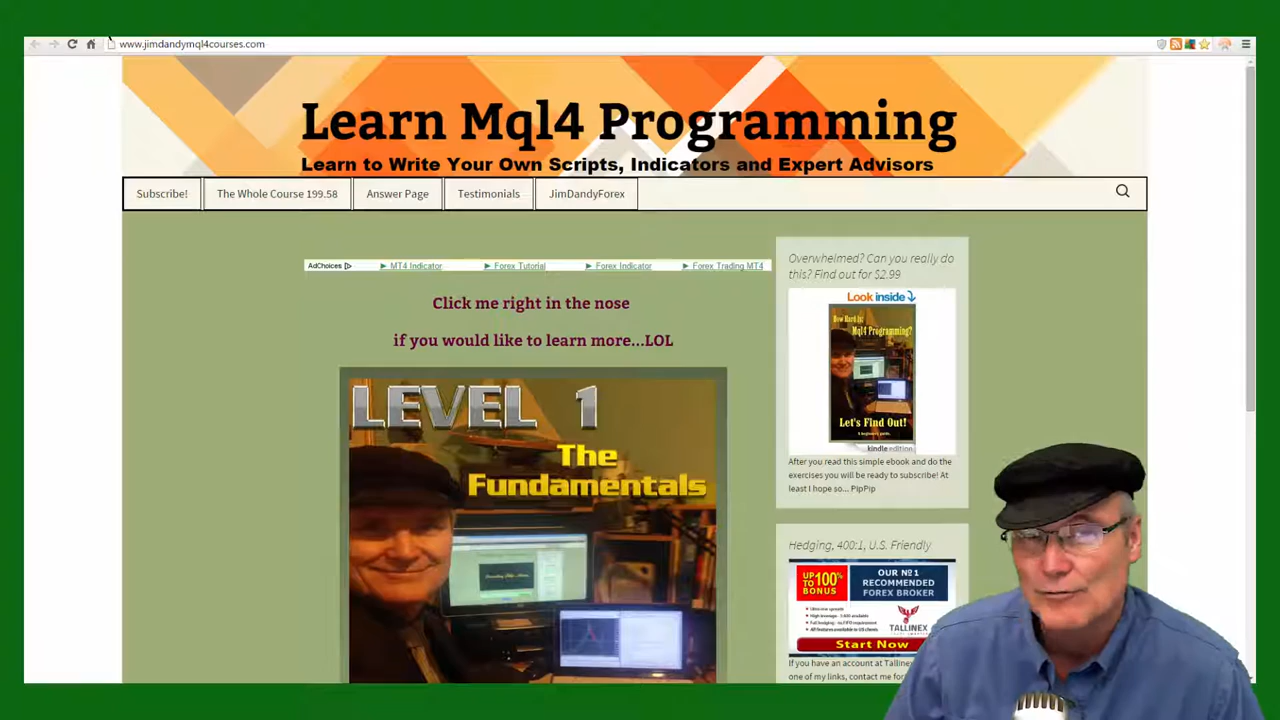 www.jimdandymql4courses.com
Learn Mql4 Programming
Learn to Write Your Own Scripts, Indicators and Expert Advisors
Subscribe!
The Whole Course 199.58
Answer Page
Testimonials
JimDandyForex
AdChoices
MT4 Indicator
Forex Tutorial
Forex Indicator
Forex Trading MT4
Click me right in the nose
if you would like to learn more...LOL
LEVEL 1
The
Fundamentals
Overwhelmed? Can you really do
this? Find out for $2.99
Look inside
How Hard Is
Mql4 Programming?
Let's Find Out!
A beginner's guide.
kindle edition
After you read this simple ebook and do the
exercises you will be ready to subscribe! At
least I hope so... PipPip
Hedging, 400:1, U.S. Friendly
UP TO
100%
BONUS
OUR No1
RECOMMENDED
FOREX BROKER
TALLINEX
Start Now
If you have an account at Tallinex
one of my links, contact me for